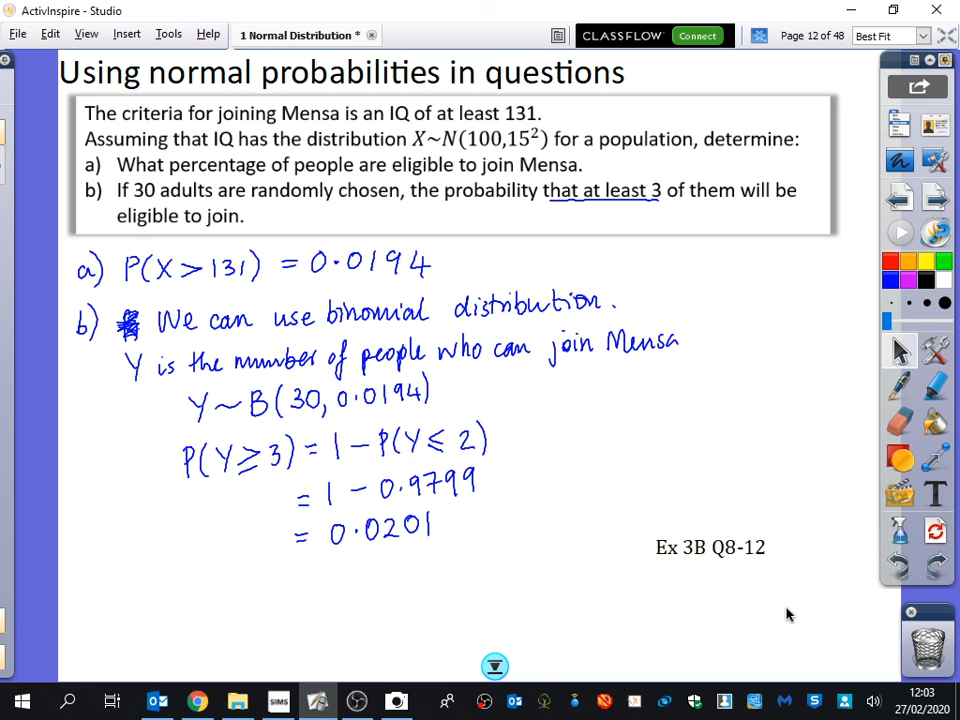 ActivInspire - Studio
File Edit View Insert Tools Help 1 Normal Distribution * CLASSFLOW Connect Page 12 of 48 Best Fit
Using normal probabilities in questions
The criteria for joining Mensa is an IQ of at least 131.
Assuming that IQ has the distribution X~N(100,15²) for a population, determine:
a) What percentage of people are eligible to join Mensa.
b) If 30 adults are randomly chosen, the probability that at least 3 of them will be
eligible to join.
a) P(X > 131) = 0.0194
b) We can use binomial distribution.
Y is the number of people who can join Mensa
Y ~ B(30, 0.0194)
P(Y ≥ 3) = 1 - P(Y ≤ 2)
= 1 - 0.9799
= 0.0201
Ex 3B Q8-12
SIMS
12:03
27/02/2020